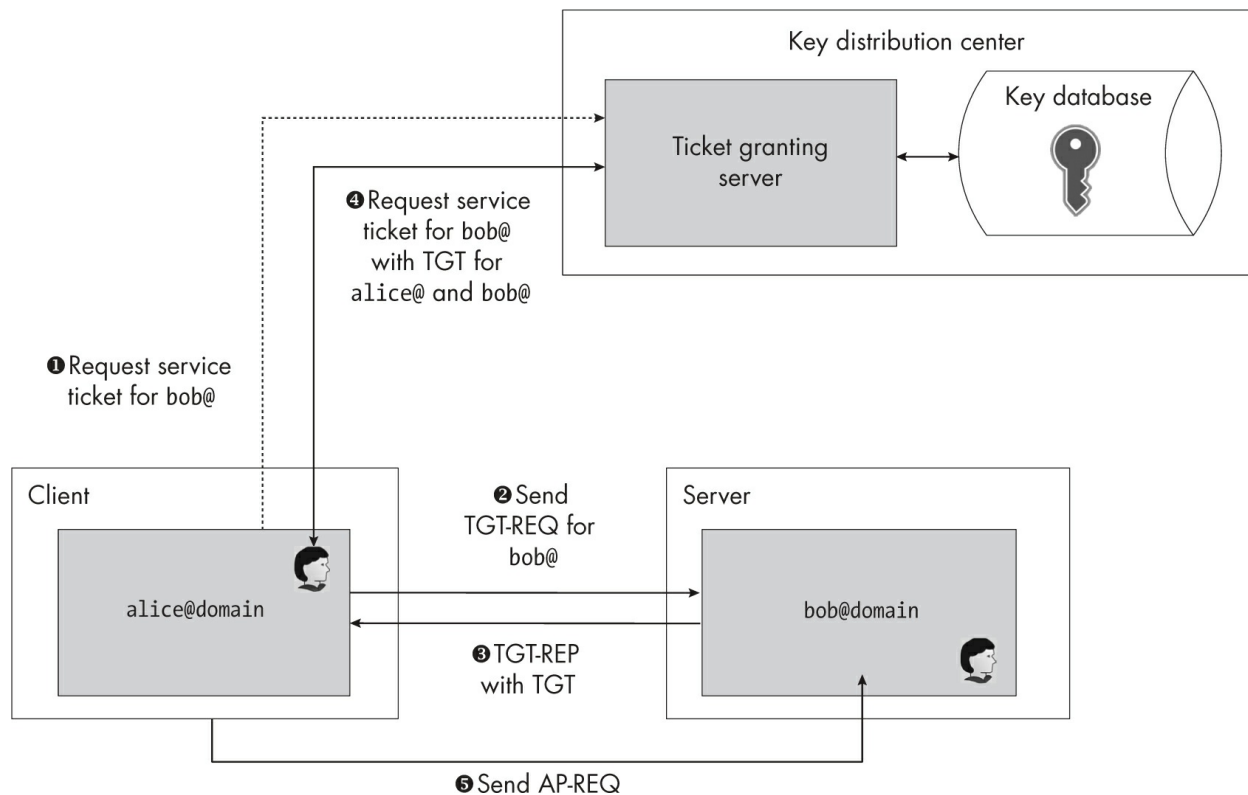 Key distribution center
Key database
Ticket granting
server
❹Request service
ticket for bob@
with TGT for
alice@ and bob@
❶Request service
ticket for bob@
Client
❷Send
TGT-REQ for
bob@
Server
alice@domain
bob@domain
❸TGT-REP
with TGT
❺Send AP-REQ